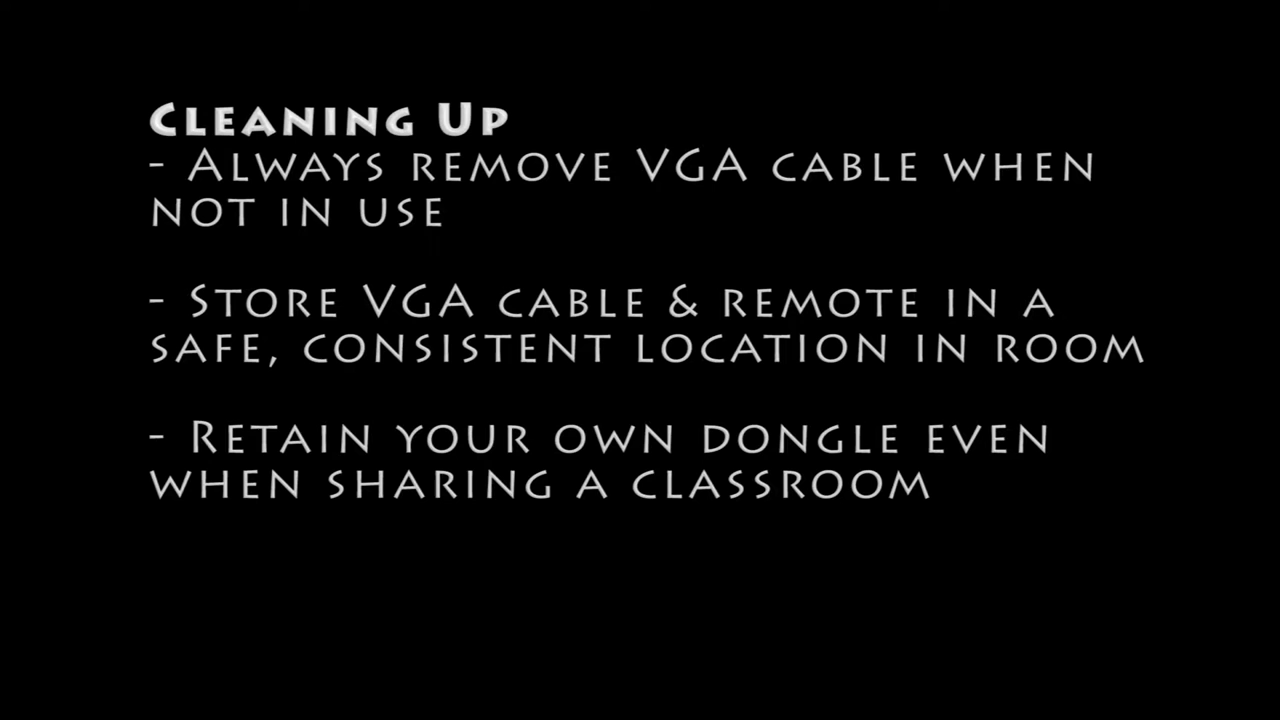 Cleaning Up
- Always remove VGA cable when
not in use
- Store VGA cable & remote in a
safe, consistent location in room
- Retain your own dongle even
when sharing a classroom